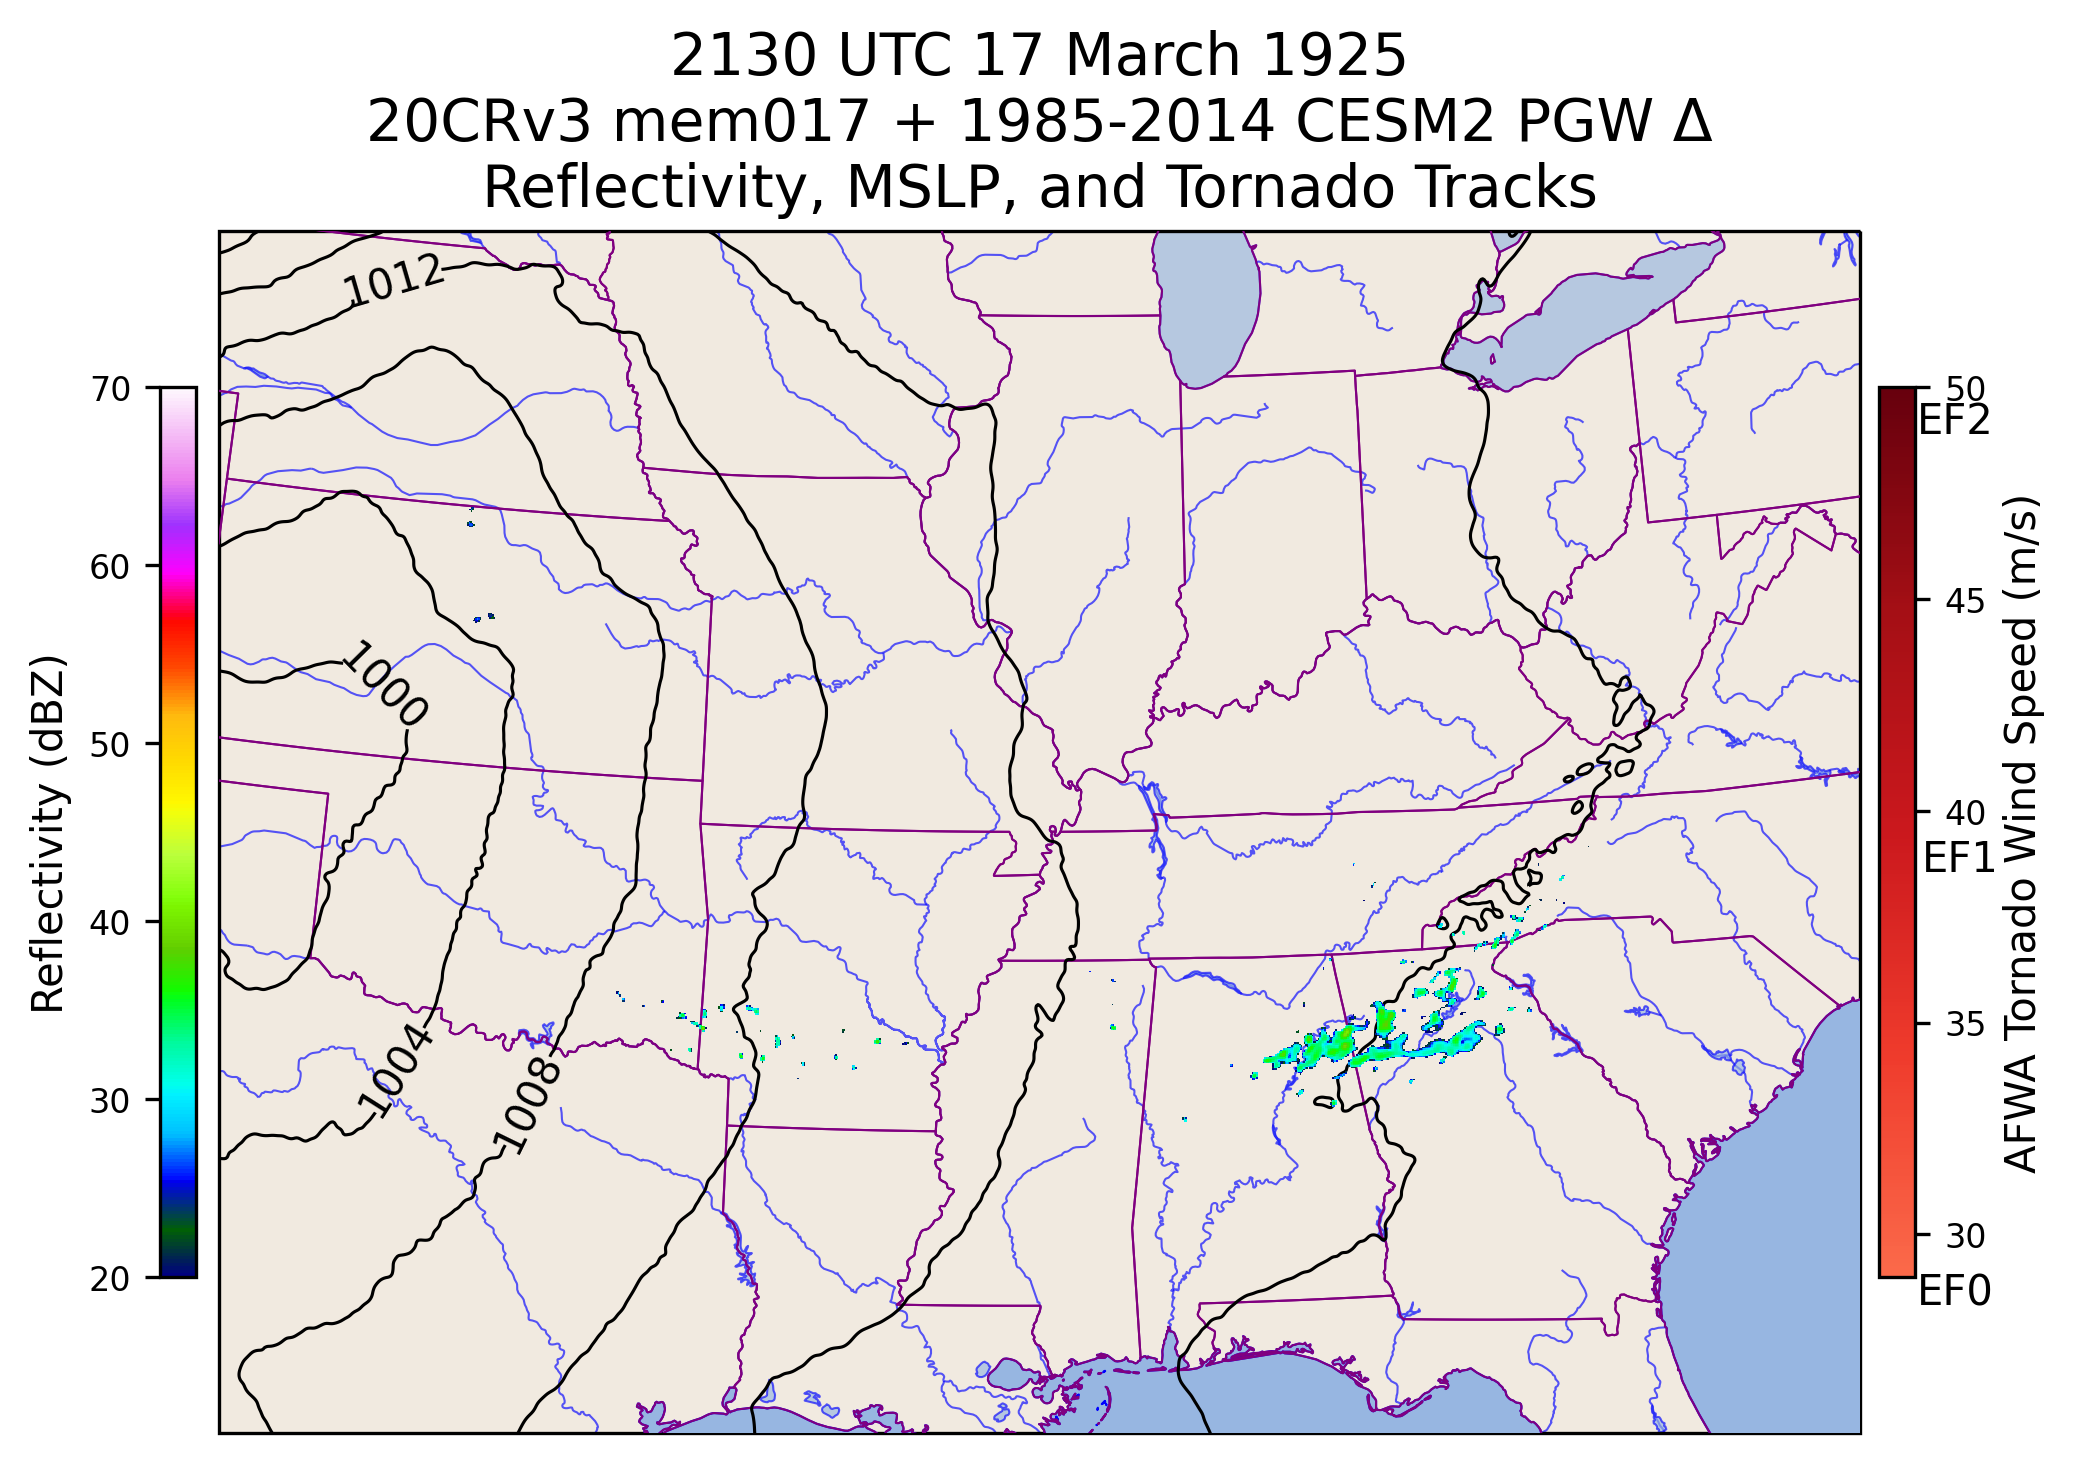 2130 UTC 17 March 1925
20CRv3 mem017 + 1985-2014 CESM2 PGW Δ
Reflectivity, MSLP, and Tornado Tracks
1012
1000
1004
1008
70
60
50
40
30
20
Reflectivity (dBZ)
50
EF2
45
40
EF1
35
30
EF0
AFWA Tornado Wind Speed (m/s)